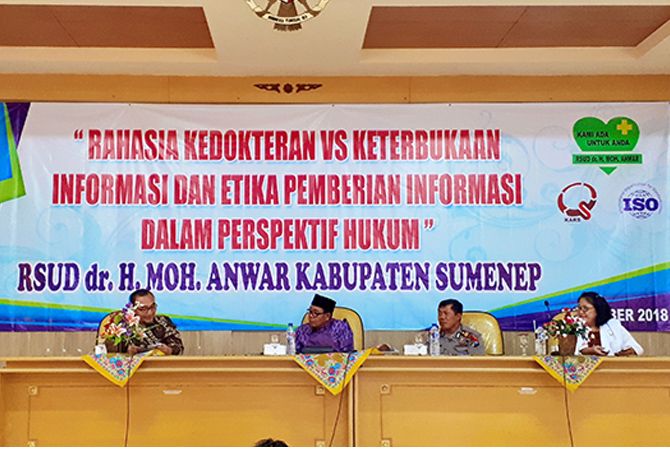 " RAHASIA KEDOKTERAN VS KETERBUKAAN
INFORMASI DAN ETIKA PEMBERIAN INFORMASI
DALAM PERSPEKTIF HUKUM "
RSUD dr. H. MOH. ANWAR KABUPATEN SUMENEP
KAMI ADA
UNTUK ANDA
RSUD dr. H. MOH. ANWAR
KARS
ISO
BER 2018